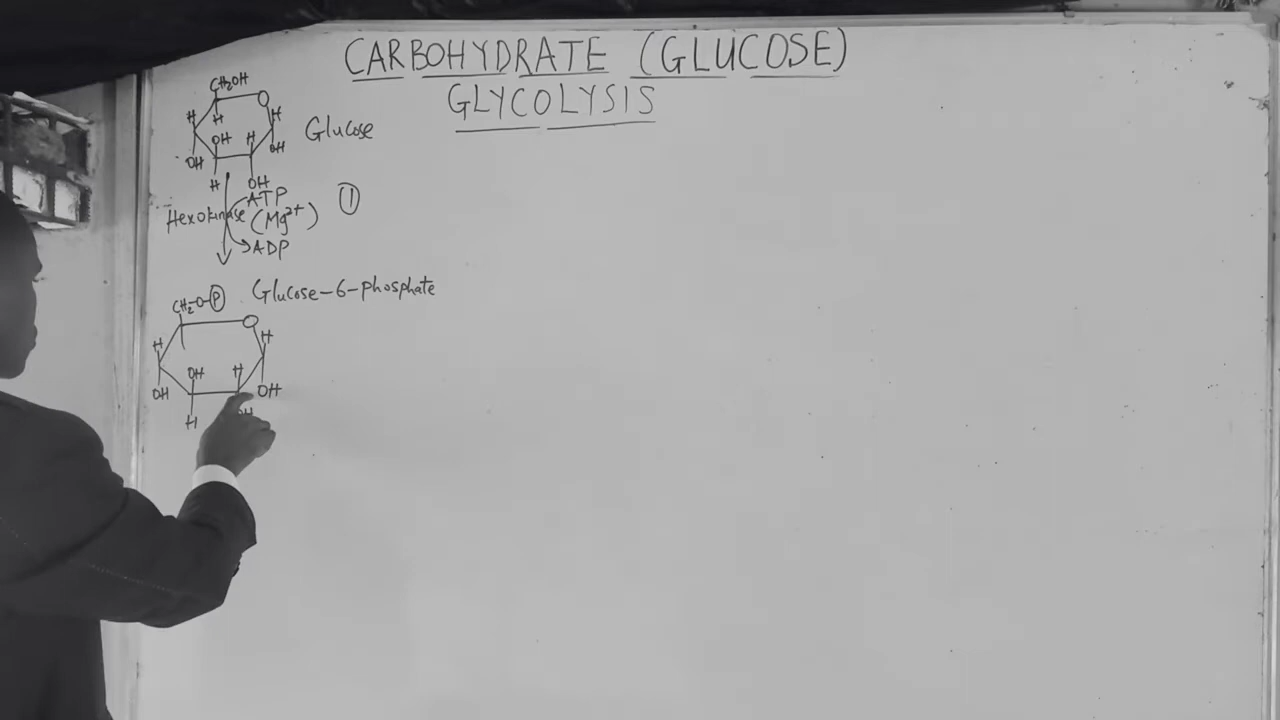 CARBOHYDRATE (GLUCOSE)
GLYCOLYSIS
CH₂OH
O
H
H
H
OH
H
OH
OH
H
OH
Glucose
ATP
Hexokinase (Mg²⁺)
①
ADP
Glucose-6-phosphate
CH₂-O-Ⓟ
O
H
H
OH
H
OH
OH
H
OH